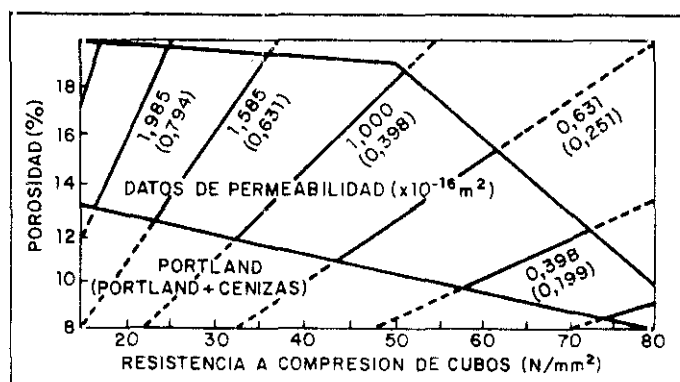 POROSIDAD (%)
18
16
14
12
10
8
1,985
(0,794)
1,585
(0,631)
1,000
(0,398)
0,631
(0,251)
DATOS DE PERMEABILIDAD (x10-16m2)
PORTLAND
(PORTLAND+CENIZAS)
0,398
(0,199)
20 30 40 50 60 70 80
RESISTENCIA A COMPRESION DE CUBOS (N/mm2)